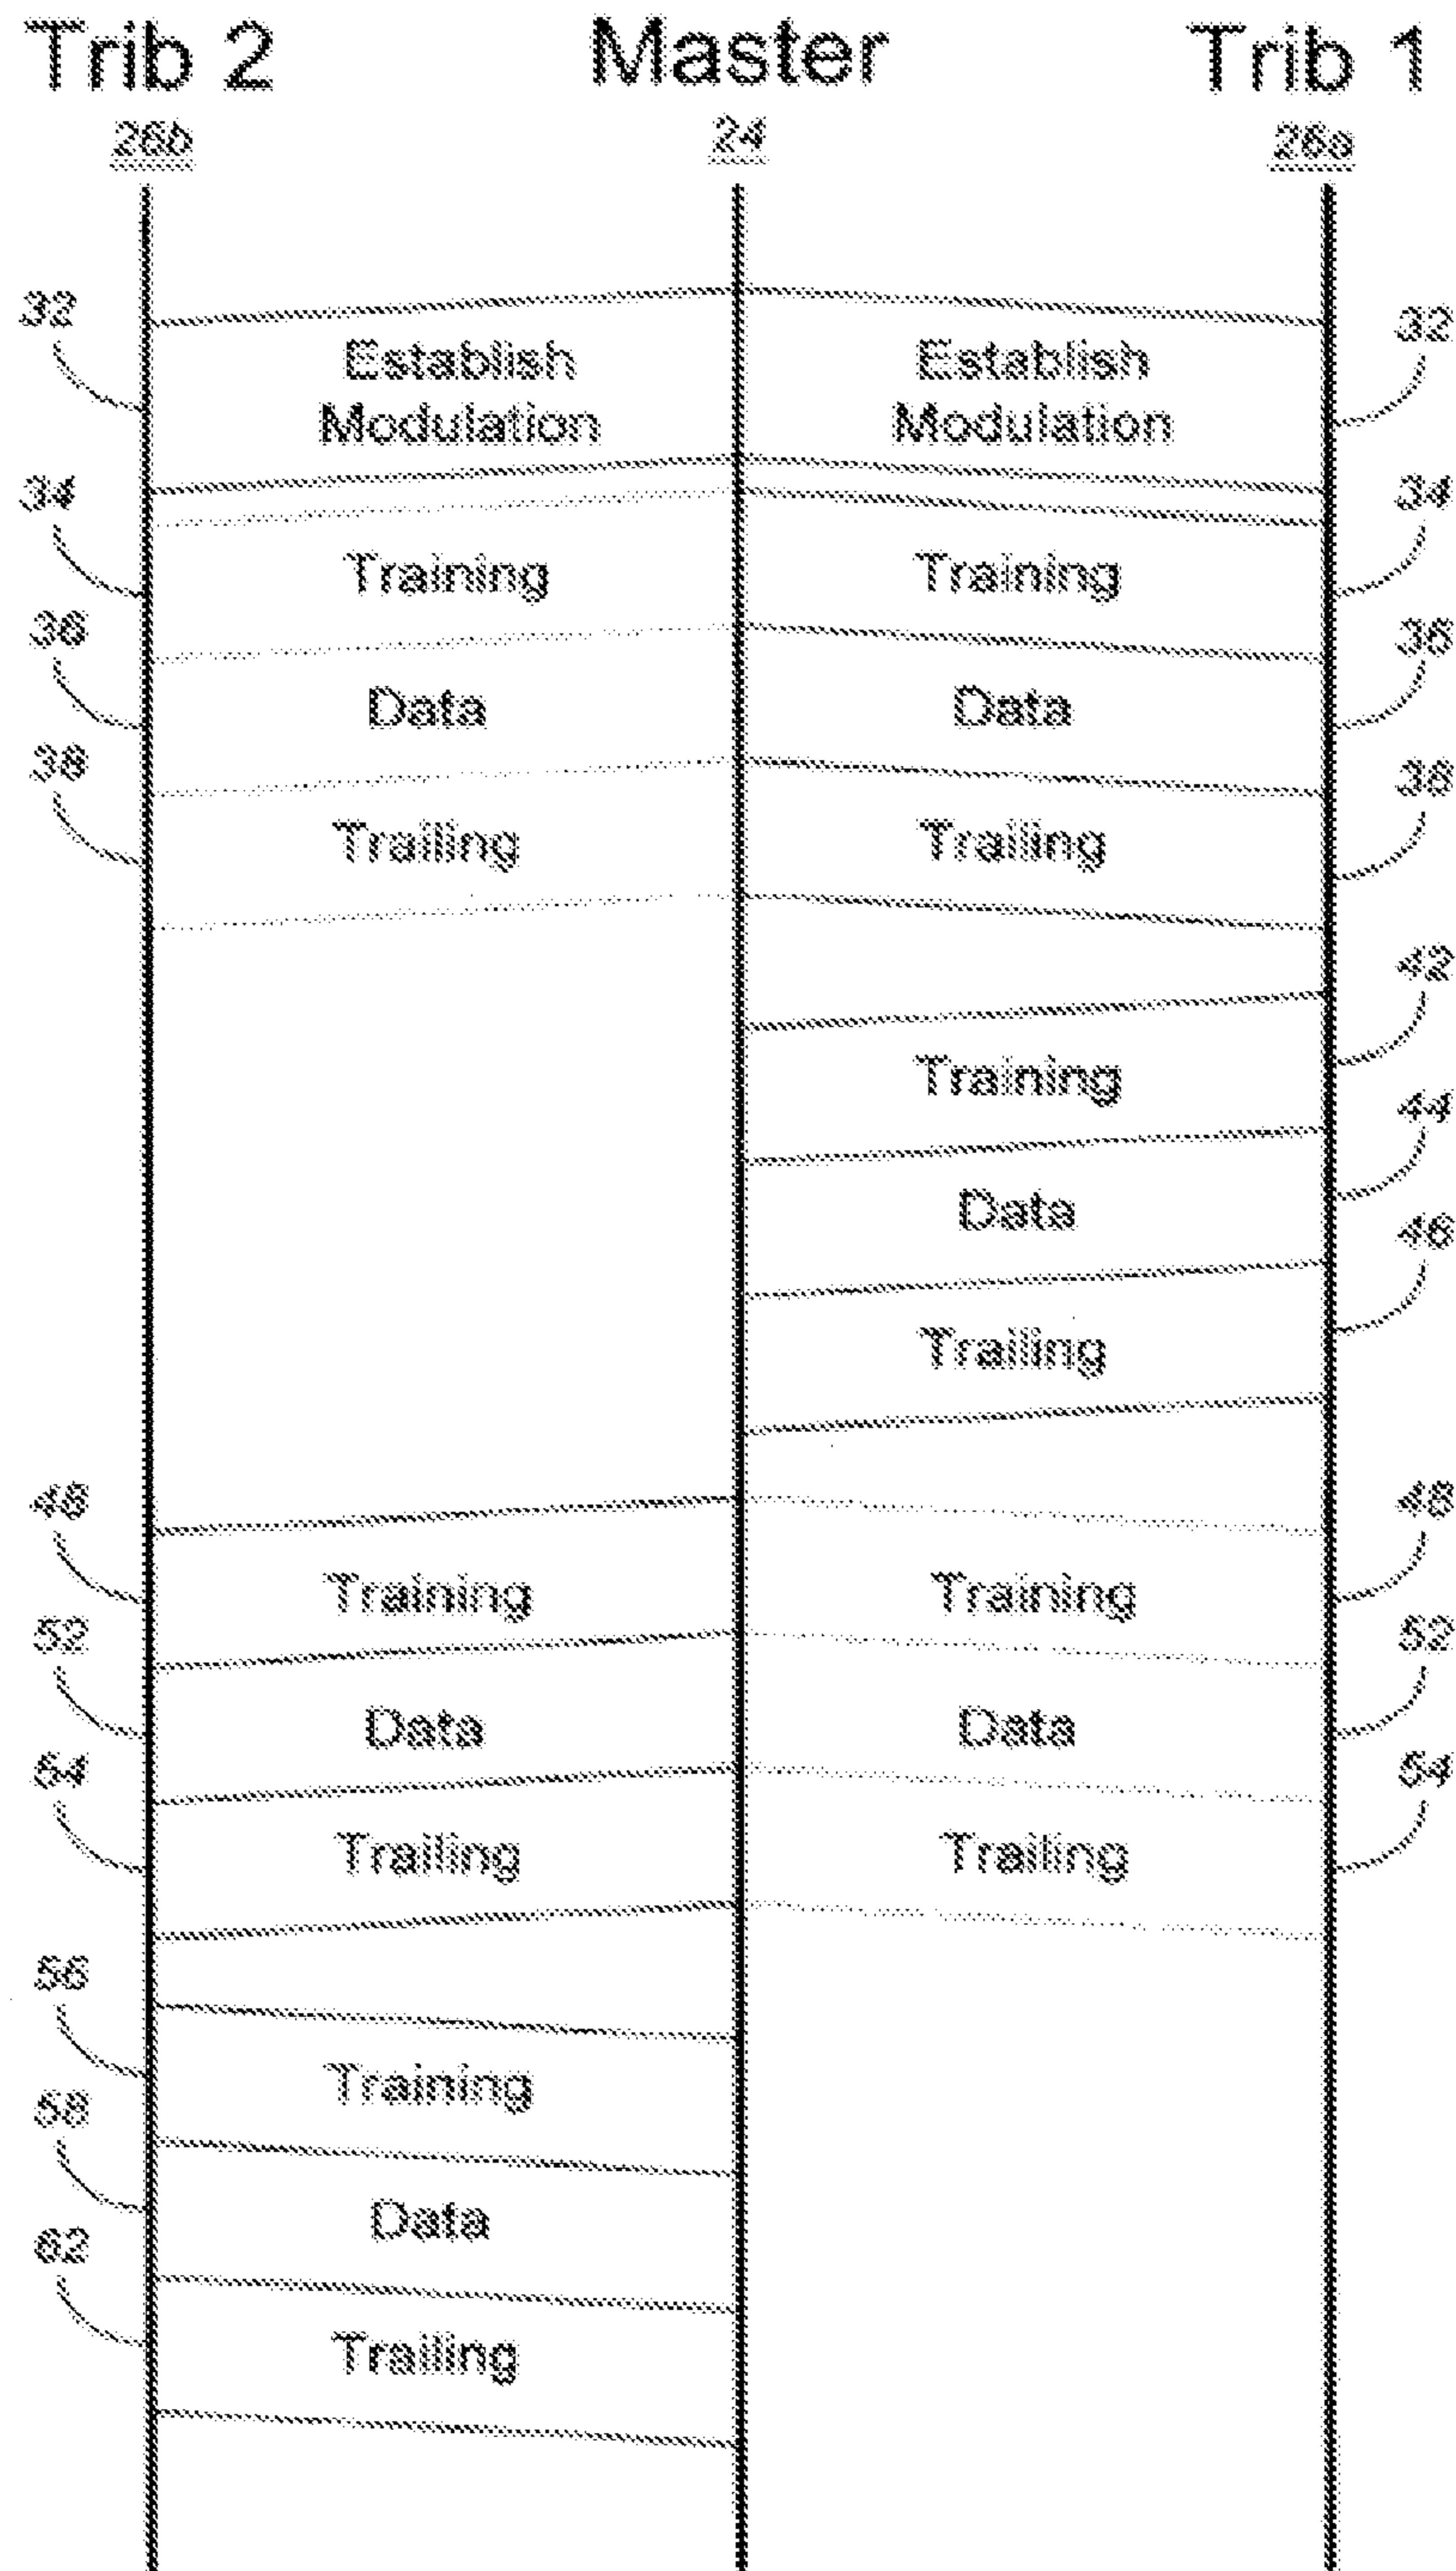 Trib 2 Master Trib 1
26b 24 26a
32 32
Establish Establish
Modulation Modulation
34 34
Training Training
36 36
Data Data
38 38
Trailing Trailing
42
Training
44
Data
46
Trailing
48 48
Training Training
52 52
Data Data
54 54
Trailing Trailing
56
Training
58
Data
62
Trailing